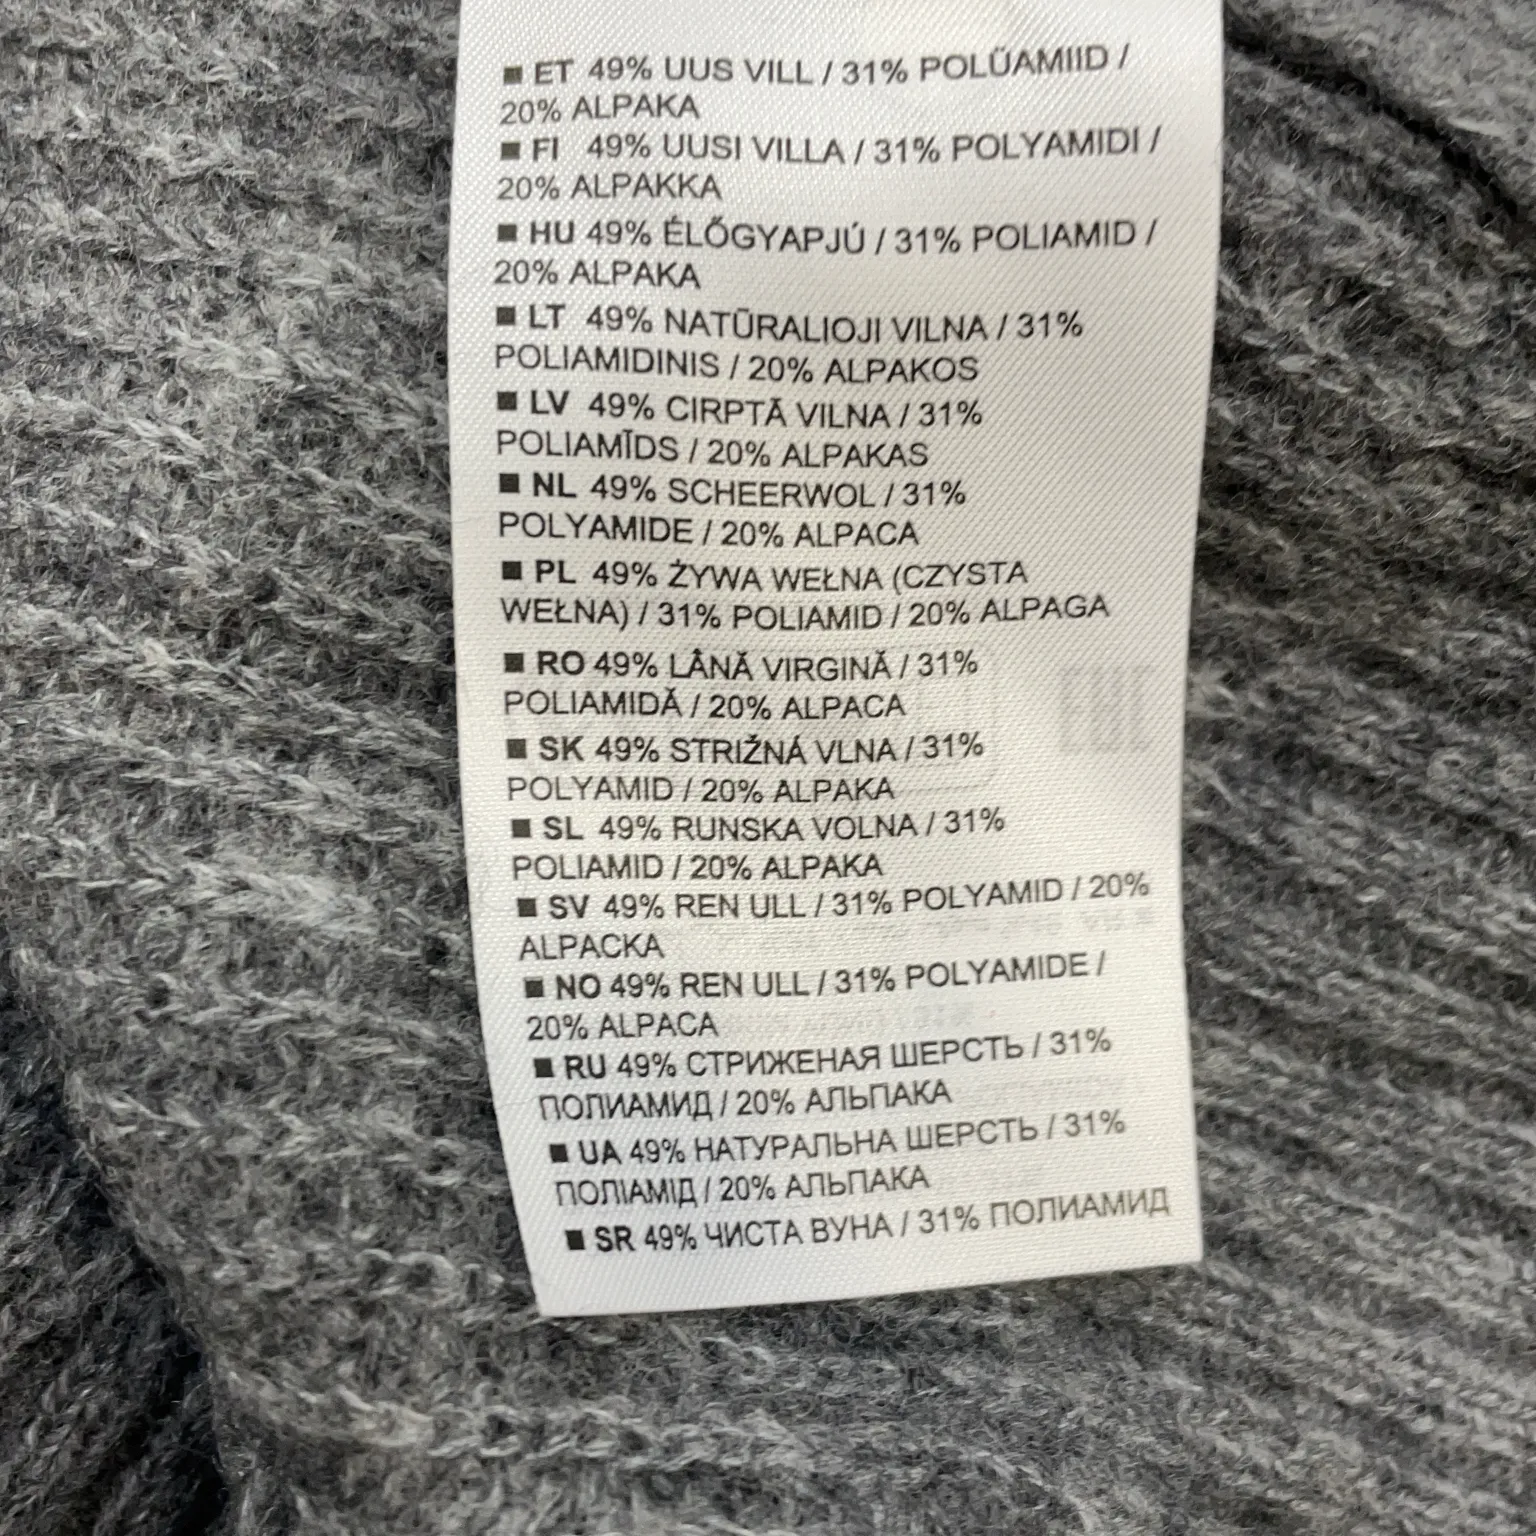 ■ ET 49% UUS VILL / 31% POLÜAMIID /
20% ALPAKA
■ FI 49% UUSI VILLA / 31% POLYAMIDI /
20% ALPAKKA
■ HU 49% ÉLŐGYAPJÚ / 31% POLIAMID /
20% ALPAKA
■ LT 49% NATŪRALIOJI VILNA / 31%
POLIAMIDINIS / 20% ALPAKOS
■ LV 49% CIRPTĀ VILNA / 31%
POLIAMĪDS / 20% ALPAKAS
■ NL 49% SCHEERWOL / 31%
POLYAMIDE / 20% ALPACA
■ PL 49% ŻYWA WEŁNA (CZYSTA
WEŁNA) / 31% POLIAMID / 20% ALPAGA
■ RO 49% LÂNĂ VIRGINĂ / 31%
POLIAMIDĂ / 20% ALPACA
■ SK 49% STRIŽNÁ VLNA / 31%
POLYAMID / 20% ALPAKA
■ SL 49% RUNSKA VOLNA / 31%
POLIAMID / 20% ALPAKA
■ SV 49% REN ULL / 31% POLYAMID / 20%
ALPACKA
■ NO 49% REN ULL / 31% POLYAMIDE /
20% ALPACA
■ RU 49% СТРИЖЕНАЯ ШЕРСТЬ / 31%
ПОЛИАМИД / 20% АЛЬПАКА
■ UA 49% НАТУРАЛЬНА ШЕРСТЬ / 31%
ПОЛІАМІД / 20% АЛЬПАКА
■ SR 49% ЧИСТА ВУНА / 31% ПОЛИАМИД